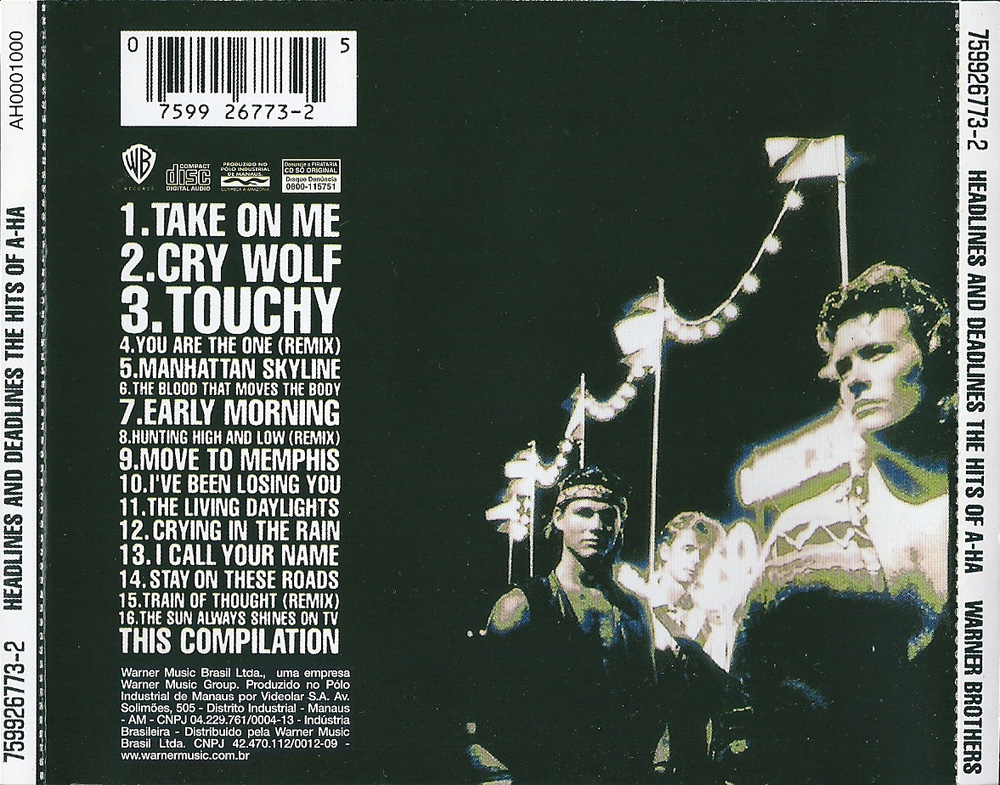 AH0001000
HEADLINES AND DEADLINES THE HITS OF A-HA
759926773-2
0 5
7599 26773-2
WB
RECORDS
COMPACT
disc
DIGITAL AUDIO
PRODUZIDO NO
PÓLO INDUSTRIAL
DE MANAUS
CONHEÇA A AMAZÔNIA
Denuncie a PIRATARIA
CD SÓ ORIGINAL
Disque Denúncia
0800-115751
1.TAKE ON ME
2.CRY WOLF
3.TOUCHY
4.YOU ARE THE ONE (REMIX)
5.MANHATTAN SKYLINE
6.THE BLOOD THAT MOVES THE BODY
7.EARLY MORNING
8.HUNTING HIGH AND LOW (REMIX)
9.MOVE TO MEMPHIS
10.I'VE BEEN LOSING YOU
11.THE LIVING DAYLIGHTS
12.CRYING IN THE RAIN
13.I CALL YOUR NAME
14.STAY ON THESE ROADS
15.TRAIN OF THOUGHT (REMIX)
16.THE SUN ALWAYS SHINES ON TV
THIS COMPILATION
Warner Music Brasil Ltda., uma empresa
Warner Music Group. Produzido no Pólo
Industrial de Manaus por Videolar S.A. Av.
Solimões, 505 - Distrito Industrial - Manaus
- AM - CNPJ 04.229.761/0004-13 - Indústria
Brasileira - Distribuido pela Warner Music
Brasil Ltda. CNPJ 42.470.112/0012-09 -
www.warnermusic.com.br
759926773-2 HEADLINES AND DEADLINES THE HITS OF A-HA WARNER BROTHERS